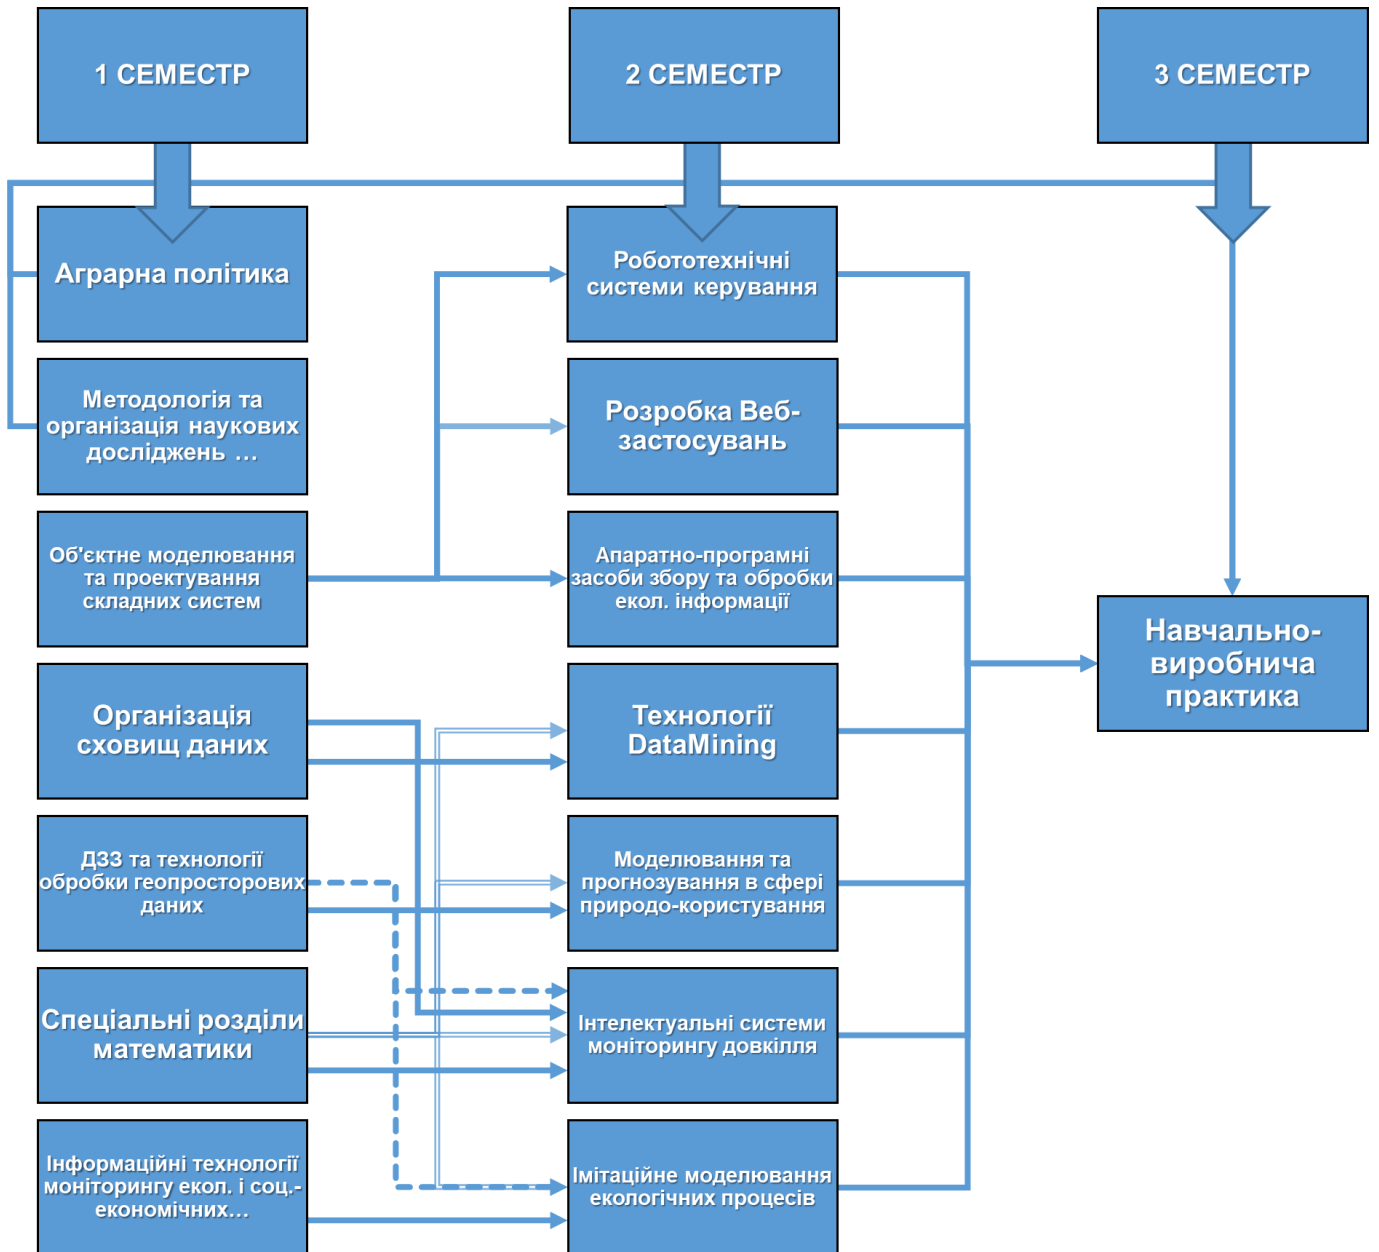 1 СЕМЕСТР
2 СЕМЕСТР
3 СЕМЕСТР
Аграрна політика
Методологія та
організація наукових
досліджень …
Об'єктне моделювання
та проектування
складних систем
Організація
сховищ даних
ДЗЗ та технології
обробки геопросторових
даних
Спеціальні розділи
математики
Інформаційні технології
моніторингу екол. і соц.-
економічних…
Робототехнічні
системи керування
Розробка Веб-
застосувань
Апаратно-програмні
засоби збору та обробки
екол. інформації
Технології
DataMining
Моделювання та
прогнозування в сфері
природо-користування
Інтелектуальні системи
моніторингу довкілля
Імітаційне моделювання
екологічних процесів
Навчально-
виробнича
практика